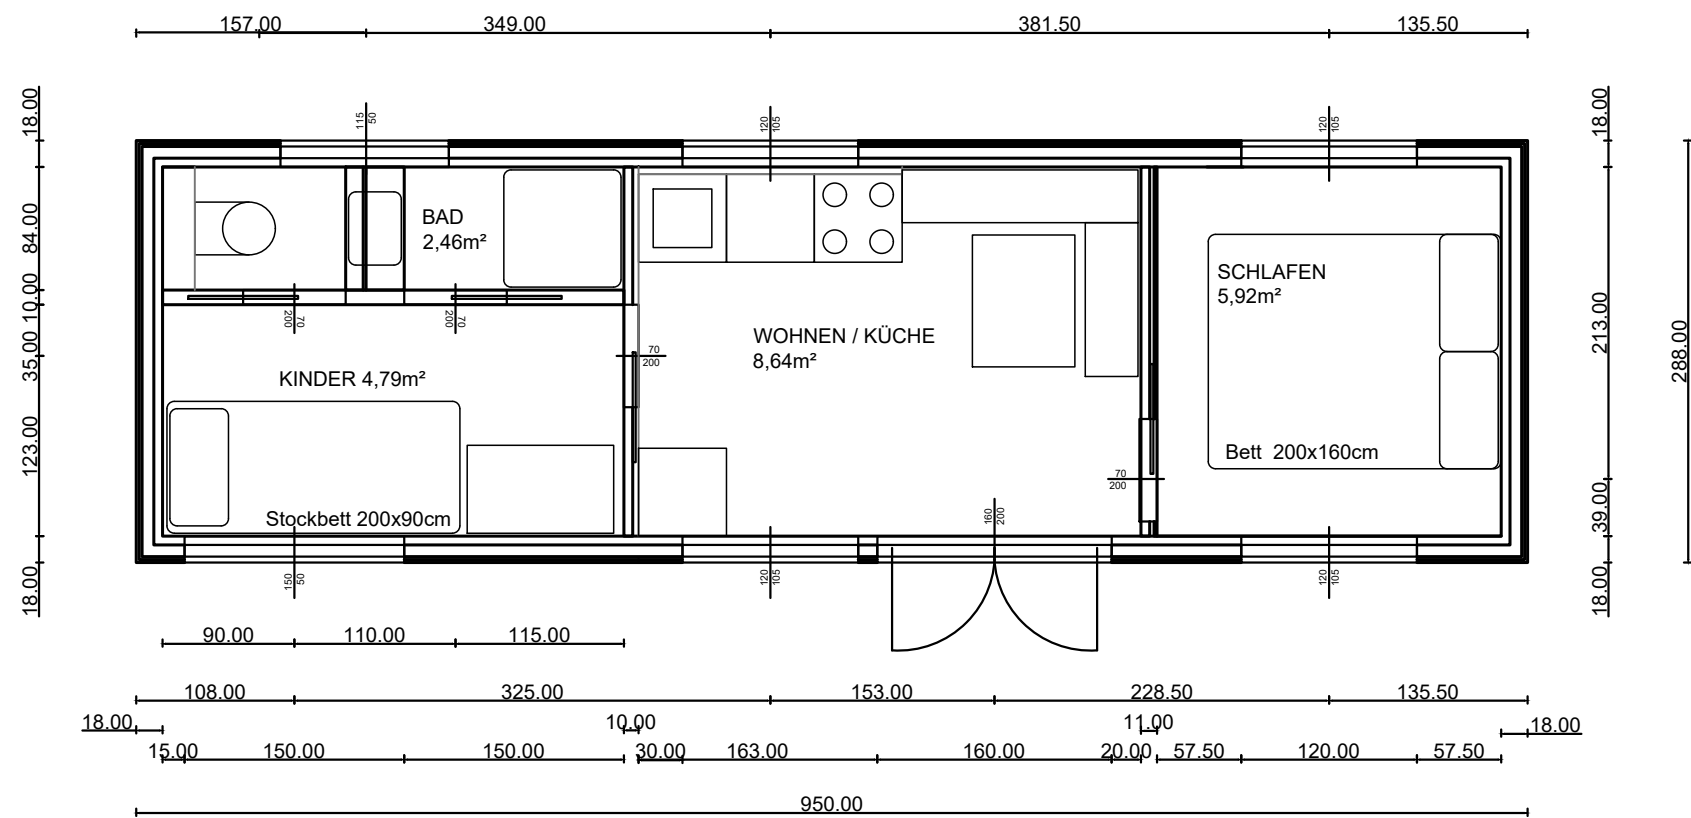 157.00 349.00 381.50 135.50
18.00
84.00
10.00
35.00
123.00
18.00
115
50
120
105
120
105
18.00
213.00
39.00
18.00
288.00
BAD
2,46m²
SCHLAFEN
5,92m²
200
70
200
70
WOHNEN / KÜCHE
8,64m²
70
200
KINDER 4,79m²
Bett 200x160cm
70
200
Stockbett 200x90cm
160
200
150
50
120
105
120
105
90.00 110.00 115.00
108.00 325.00 153.00 228.50 135.50
18.00 10.00 11.00 18.00
15.00 150.00 150.00 30.00 163.00 160.00 20.00 57.50 120.00 57.50
950.00